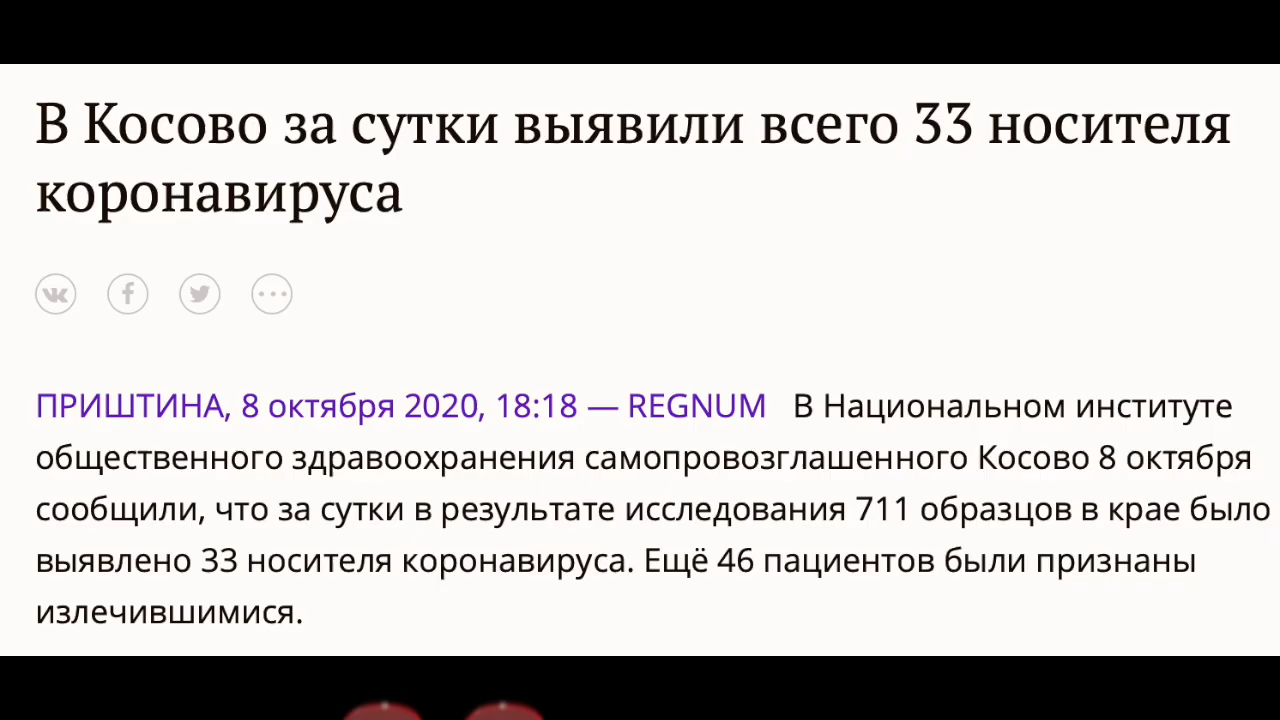 В Косово за сутки выявили всего 33 носителя
коронавируса
ПРИШТИНА, 8 октября 2020, 18:18 — REGNUM В Национальном институте
общественного здравоохранения самопровозглашенного Косово 8 октября
сообщили, что за сутки в результате исследования 711 образцов в крае было
выявлено 33 носителя коронавируса. Ещё 46 пациентов были признаны
излечившимися.